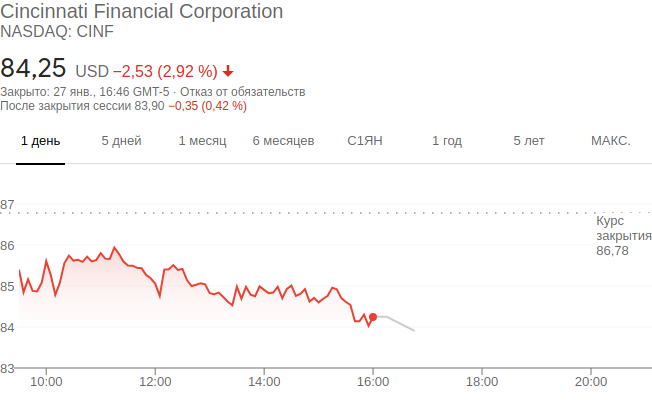 Cincinnati Financial Corporation
NASDAQ: CINF
84,25 USD −2,53 (2,92 %)
Закрыто: 27 янв., 16:46 GMT-5 · Отказ от обязательств
После закрытия сессии 83,90 −0,35 (0,42 %)
1 день 5 дней 1 месяц 6 месяцев С1ЯН 1 год 5 лет МАКС.
87
Курс
закрытия
86,78
86
85
84
83
10:00 12:00 14:00 16:00 18:00 20:00